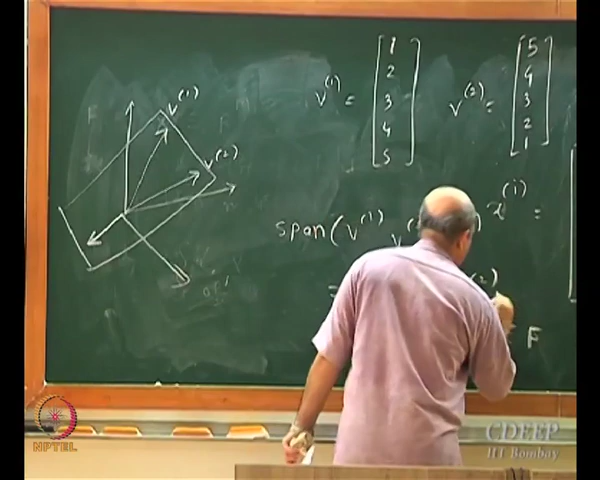 v(1)
v(2)
v(1) =
1
2
3
4
5
v(2) =
5
4
3
2
1
span(v(1)
x(i) =
=
(2)
F
NPTEL
CDEEP
IIT Bombay